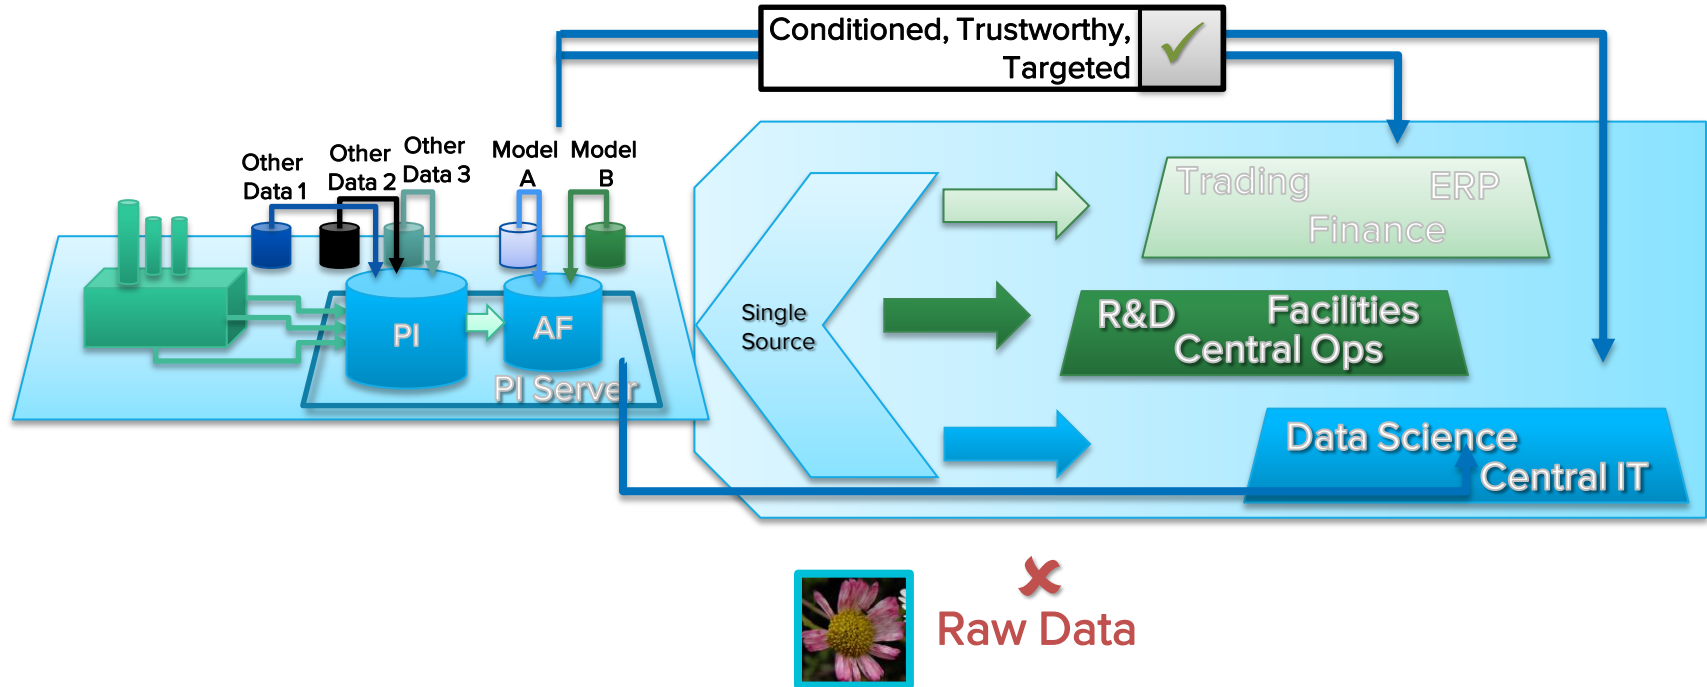 Conditioned, Trustworthy,
Targeted
Other
Data 1
Other
Data 2
Other
Data 3
Model
A
Model
B
PI
AF
PI Server
Single
Source
Trading
ERP
Finance
R&D
Facilities
Central Ops
Data Science
Central IT
Raw Data